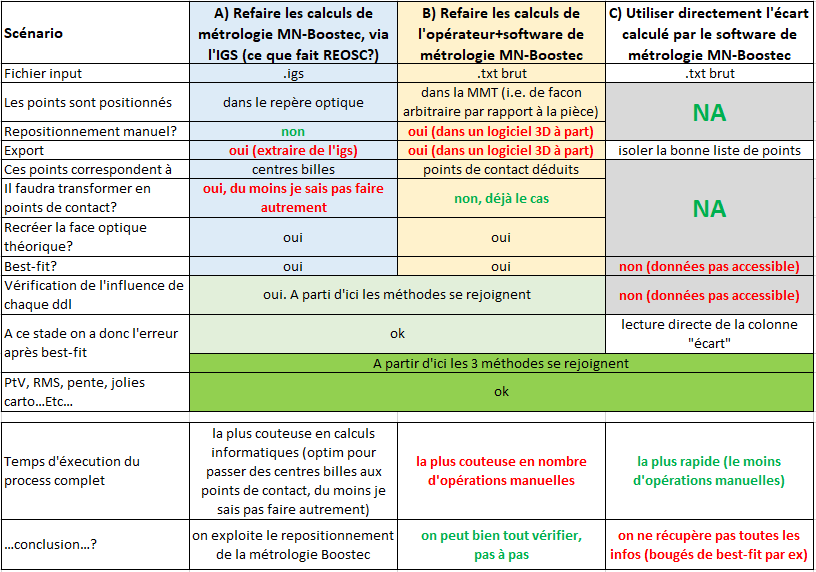 Scénario
A) Refaire les calculs de
métrologie MN-Boostec, via
l'IGS (ce que fait REOSC?)
B) Refaire les calculs de
l'opérateur+software de
métrologie MN-Boostec
C) Utiliser directement l'écart
calculé par le software de
métrologie MN-Boostec
Fichier input
.igs
.txt brut
.txt brut
Les points sont positionnés
dans le repère optique
dans la MMT (i.e. de facon
arbitraire par rapport à la pièce)
NA
Repositionnement manuel?
non
oui (dans un logiciel 3D à part)
Export
oui (extraire de l'igs)
oui (dans un logiciel 3D à part)
isoler la bonne liste de points
Ces points correspondent à
centres billes
points de contact déduits
NA
Il faudra transformer en
points de contact?
oui, du moins je sais pas faire
autrement
non, déjà le cas
Recréer la face optique
théorique?
oui
oui
Best-fit?
oui
oui
non (données pas accessible)
Vérification de l'influence de
chaque ddl
oui. A parti d'ici les méthodes se rejoignent
non (données pas accessible)
A ce stade on a donc l'erreur
après best-fit
ok
lecture directe de la colonne
"écart"
A partir d'ici les 3 méthodes se rejoignent
PtV, RMS, pente, jolies
carto...Etc...
ok
Temps d'éxecution du
process complet
la plus couteuse en calculs
informatiques (optim pour
passer des centres billes aux
points de contact, du moins je
sais pas faire autrement)
la plus couteuse en nombre
d'opérations manuelles
la plus rapide (le moins
d'opérations manuelles)
...conclusion...?
on exploite le repositionnement
de la métrologie Boostec
on peut bien tout vérifier,
pas à pas
on ne récupère pas toutes les
infos (bougés de best-fit par ex)